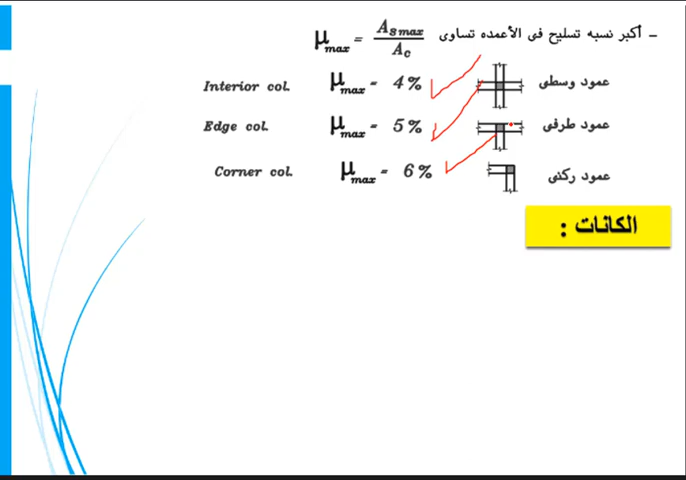 - أكبر نسبه تسليح فى الأعمده تساوى μmax = As max / Ac
عمود وسطى μmax = 4% Interior col.
عمود طرفى μmax = 5% Edge col.
عمود ركنى μmax = 6% Corner col.
الكانات :